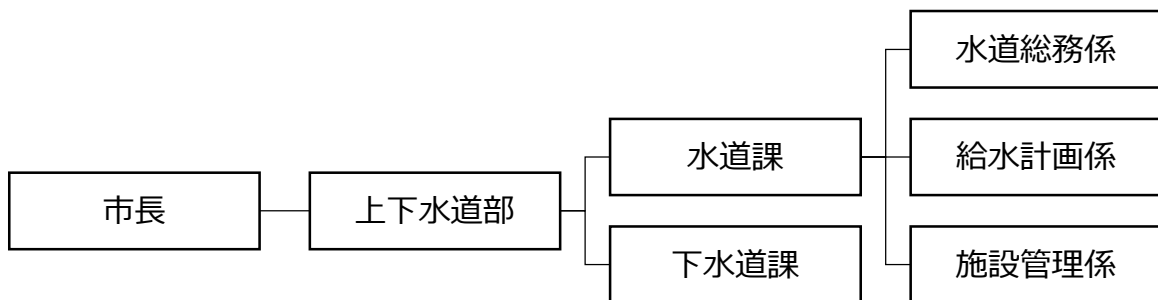 市長
上下水道部
水道課
下水道課
水道総務係
給水計画係
施設管理係